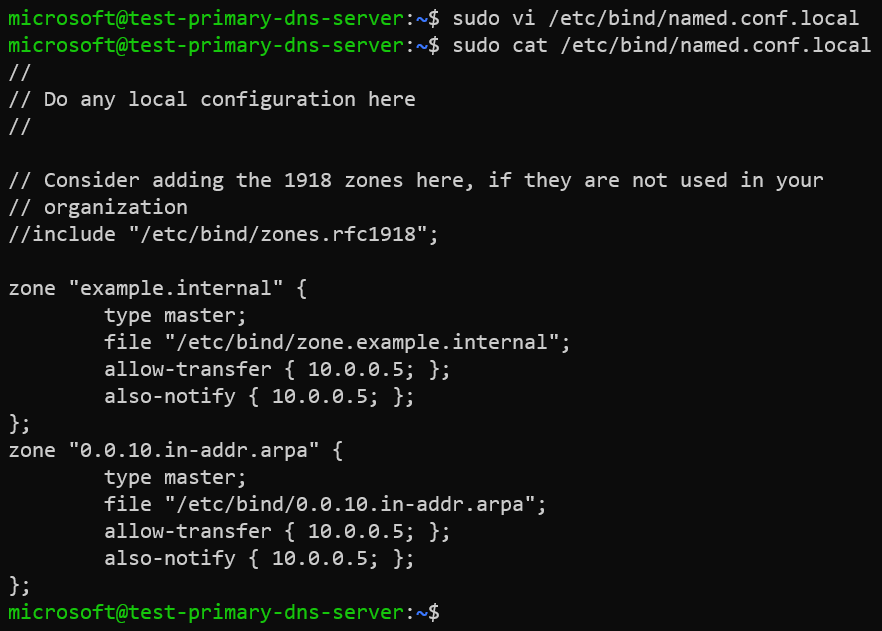 microsoft@test-primary-dns-server:~$ sudo vi /etc/bind/named.conf.local
microsoft@test-primary-dns-server:~$ sudo cat /etc/bind/named.conf.local
//
// Do any local configuration here
//

// Consider adding the 1918 zones here, if they are not used in your
// organization
//include "/etc/bind/zones.rfc1918";

zone "example.internal" {
        type master;
        file "/etc/bind/zone.example.internal";
        allow-transfer { 10.0.0.5; };
        also-notify { 10.0.0.5; };
};
zone "0.0.10.in-addr.arpa" {
        type master;
        file "/etc/bind/0.0.10.in-addr.arpa";
        allow-transfer { 10.0.0.5; };
        also-notify { 10.0.0.5; };
};
microsoft@test-primary-dns-server:~$